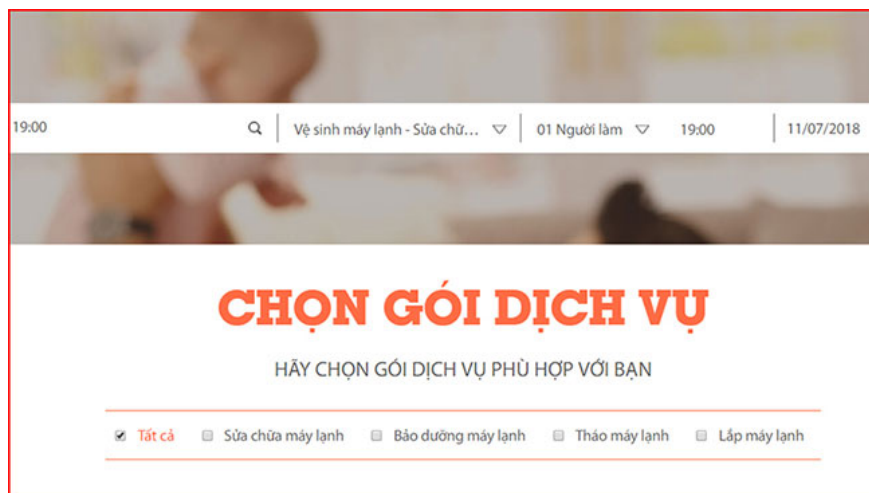 19:00 Vệ sinh máy lạnh - Sửa chữ... 01 Người làm 19:00 11/07/2018
CHỌN GÓI DỊCH VỤ
HÃY CHỌN GÓI DỊCH VỤ PHÙ HỢP VỚI BẠN
Tất cả Sửa chữa máy lạnh Bảo dưỡng máy lạnh Tháo máy lạnh Lắp máy lạnh